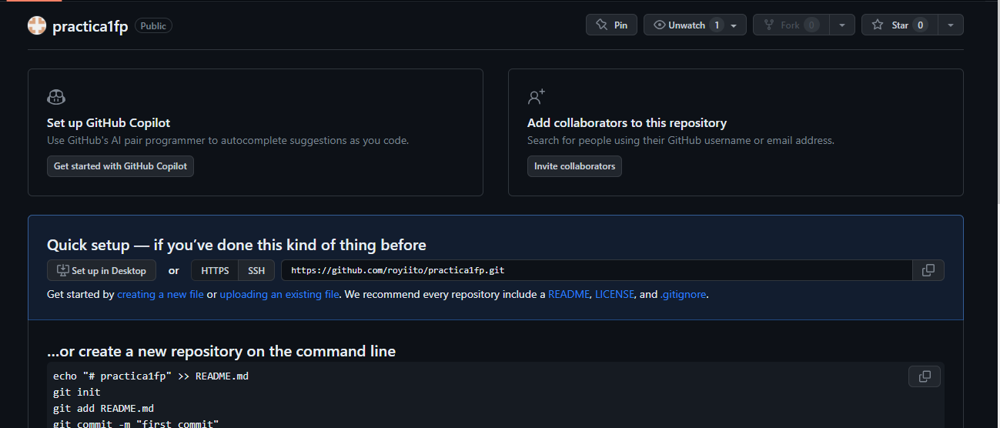 practica1fp Public Pin Unwatch 1 Fork 0 Star 0
Set up GitHub Copilot
Use GitHub's AI pair programmer to autocomplete suggestions as you code.
Get started with GitHub Copilot
Add collaborators to this repository
Search for people using their GitHub username or email address.
Invite collaborators
Quick setup — if you've done this kind of thing before
Set up in Desktop or HTTPS SSH https://github.com/royiito/practica1fp.git
Get started by creating a new file or uploading an existing file. We recommend every repository include a README, LICENSE, and .gitignore.
…or create a new repository on the command line
echo "# practica1fp" >> README.md
git init
git add README.md
git commit -m "first commit"